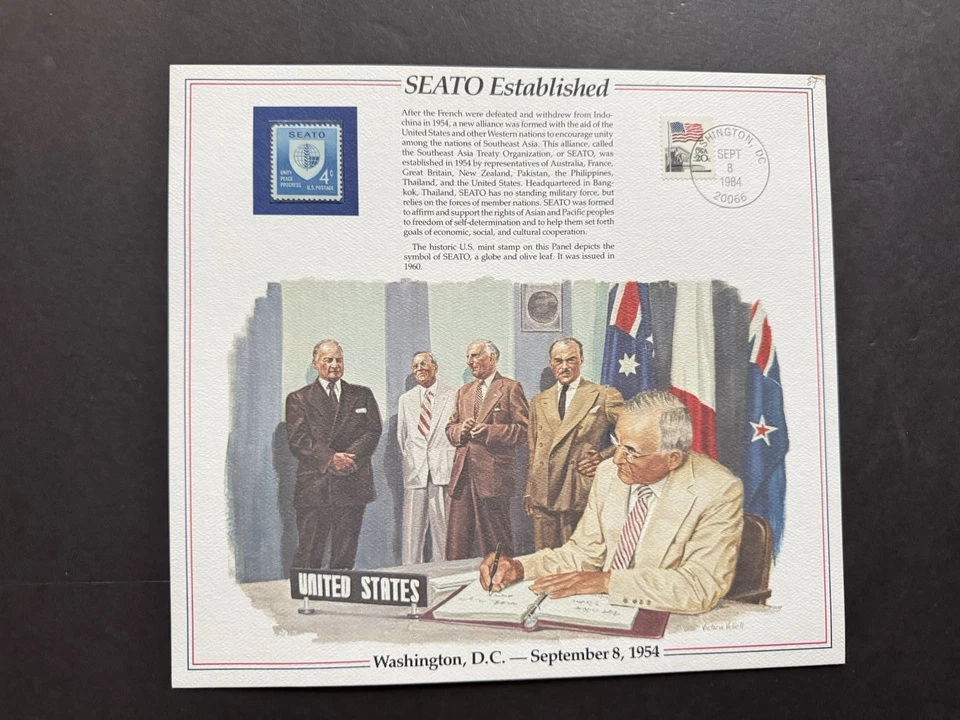 SEATO Established
SEATO
UNITY
PEACE
PROGRESS
4¢
U.S. POSTAGE
After the French were defeated and withdrew from Indo-
china in 1954, a new alliance was formed with the aid of the
United States and other Western nations to encourage unity
among the nations of Southeast Asia. This alliance, called
the Southeast Asia Treaty Organization, or SEATO, was
established in 1954 by representatives of Australia, France,
Great Britain, New Zealand, Pakistan, the Philippines,
Thailand, and the United States. Headquartered in Bang-
kok, Thailand, SEATO has no standing military force, but
relies on the forces of member nations. SEATO was formed
to affirm and support the rights of Asian and Pacific peoples
to freedom of self-determination and to help them set forth
goals of economic, social, and cultural cooperation.
The historic U.S. mint stamp on this Panel depicts the
symbol of SEATO, a globe and olive leaf. It was issued in
1960.
WASHINGTON, DC
SEPT
8
1984
20066
UNITED STATES
Washington, D.C. — September 8, 1954